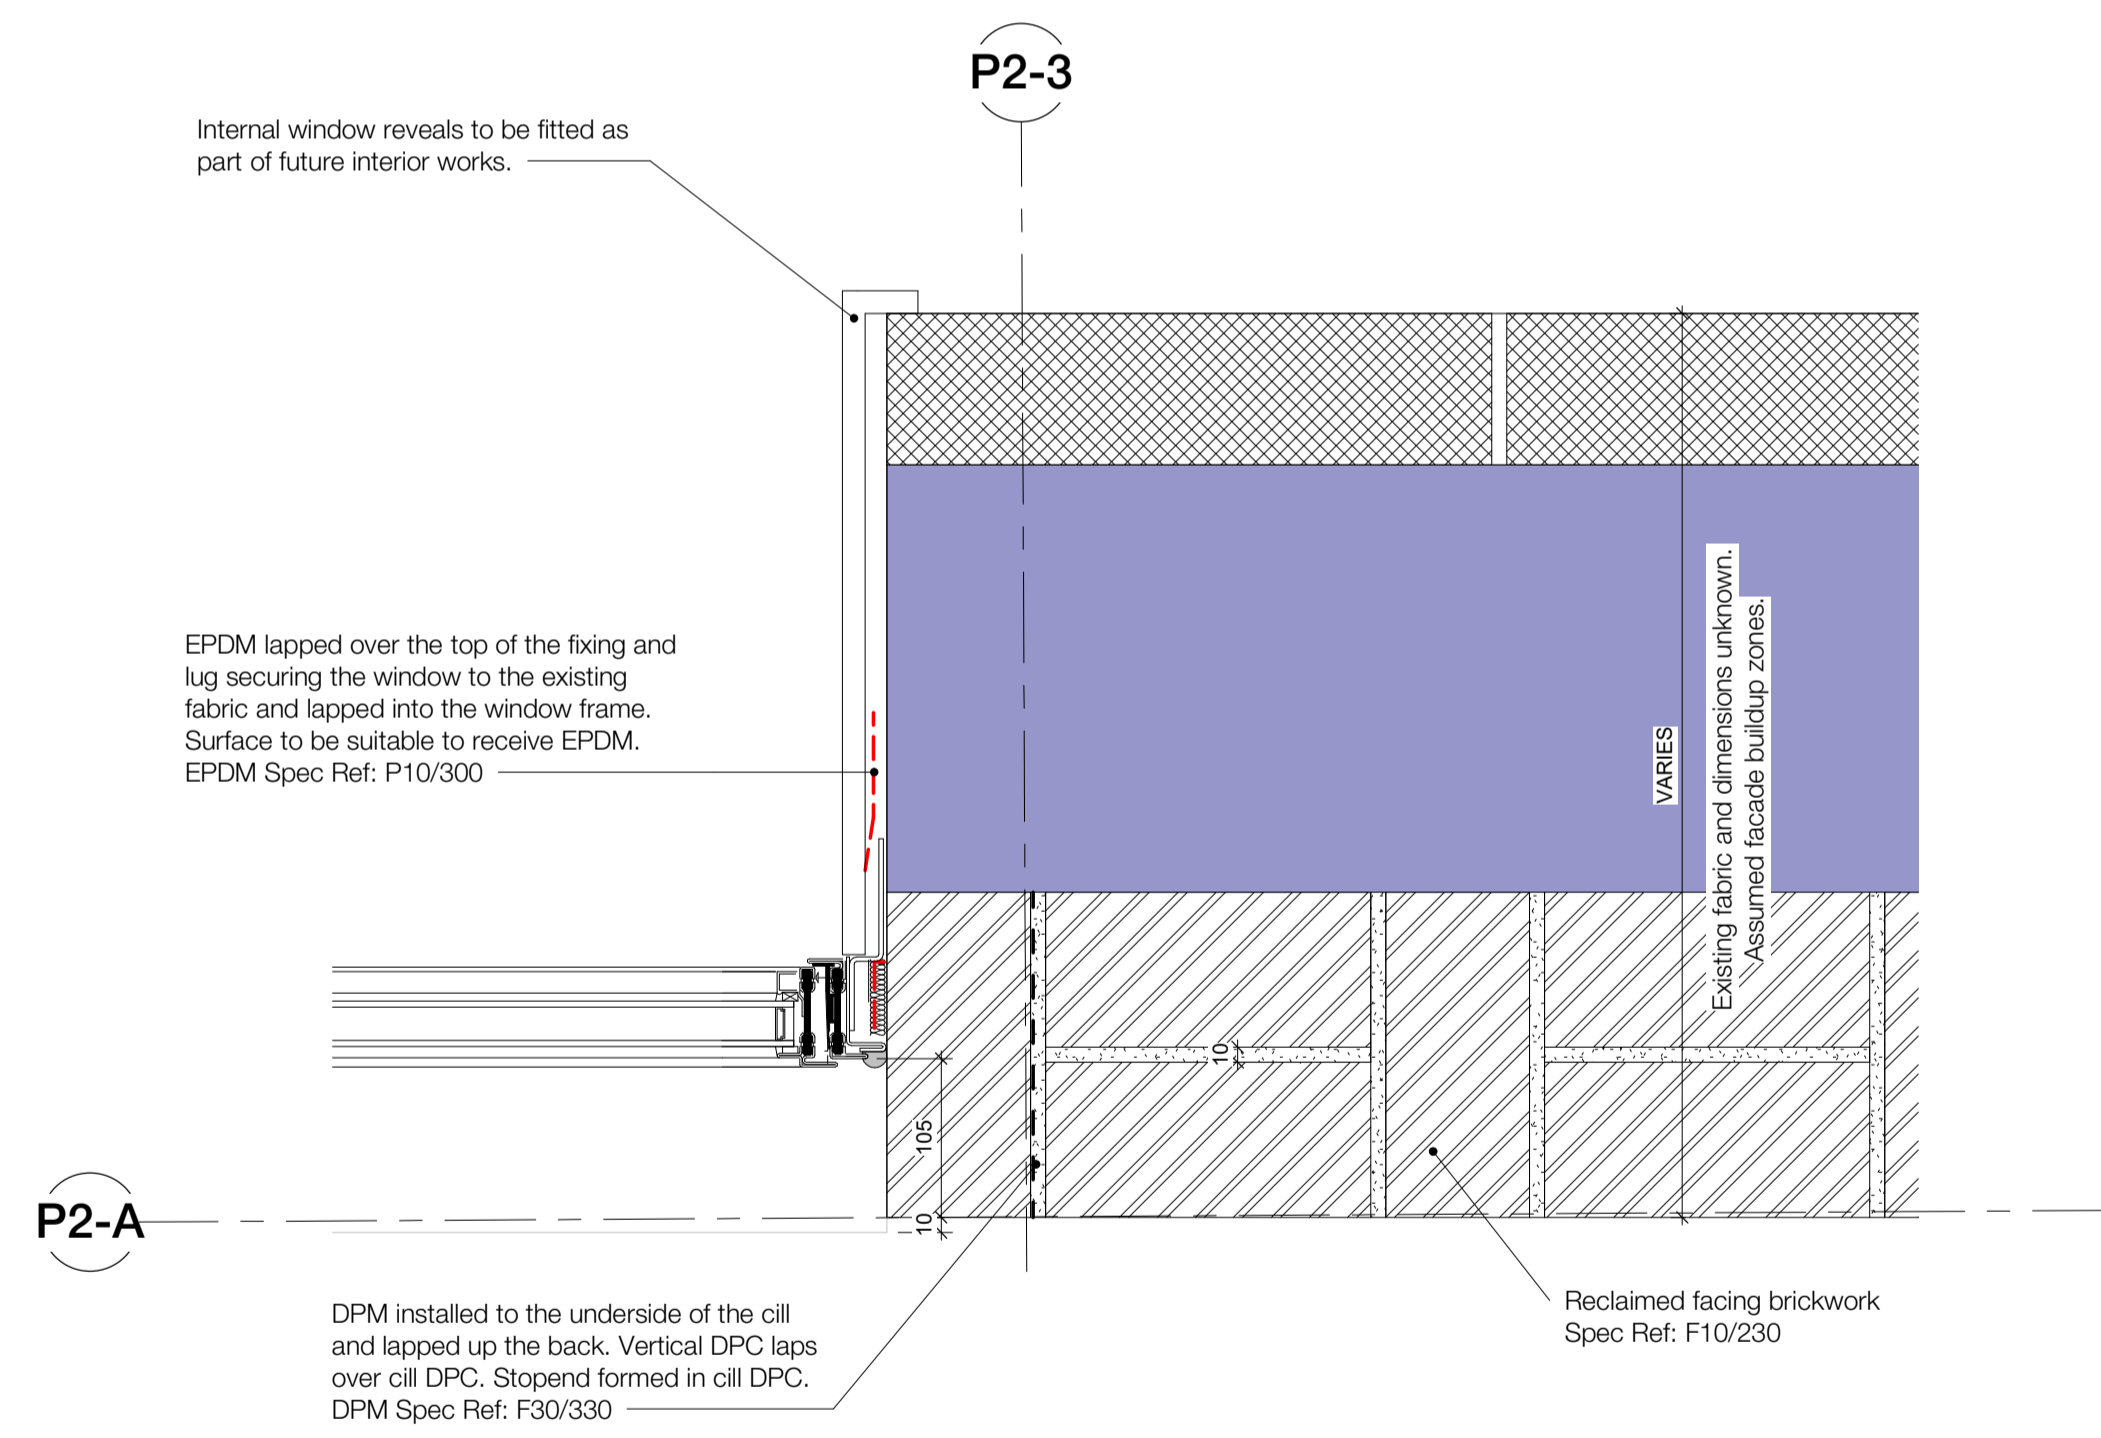 P2-3
Internal window reveals to be fitted as
part of future interior works.
EPDM lapped over the top of the fixing and
lug securing the window to the existing
fabric and lapped into the window frame.
Surface to be suitable to receive EPDM.
EPDM Spec Ref: P10/300
VARIES
Existing fabric and dimensions unknown.
Assumed facade buildup zones.
10
105
10
P2-A
DPM installed to the underside of the cill
and lapped up the back. Vertical DPC laps
over cill DPC. Stopend formed in cill DPC.
DPM Spec Ref: F30/330
Reclaimed facing brickwork
Spec Ref: F10/230